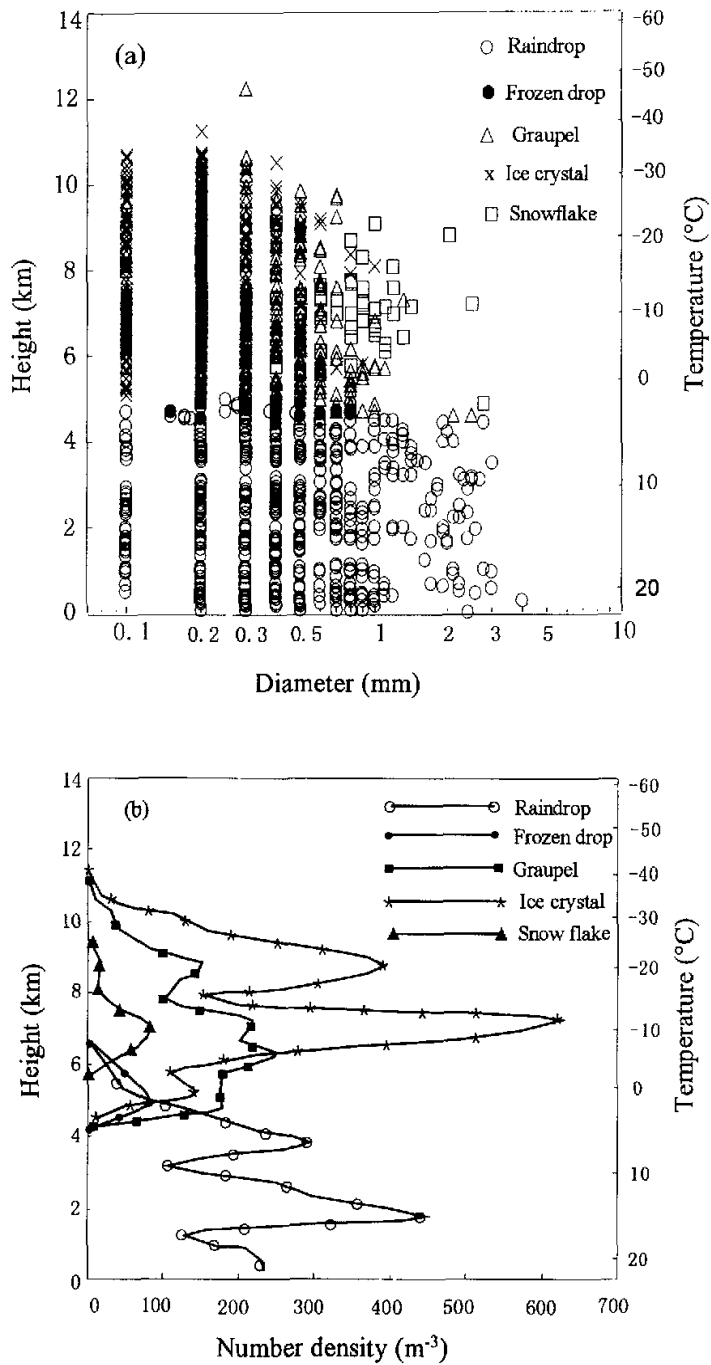 (a)
Raindrop
Frozen drop
Graupel
Ice crystal
Snowflake
14
12
10
8
6
4
2
0
Height (km)
-60
-50
-40
-30
-20
-10
0
10
20
Temperature (°C)
0.1 0.2 0.3 0.5 1 2 3 5 10
Diameter (mm)
(b)
Raindrop
Frozen drop
Graupel
Ice crystal
Snow flake
14
12
10
8
6
4
2
0
Height (km)
-60
-50
-40
-30
-20
-10
0
10
20
Temperature (°C)
0 100 200 300 400 500 600 700
Number density (m⁻³)